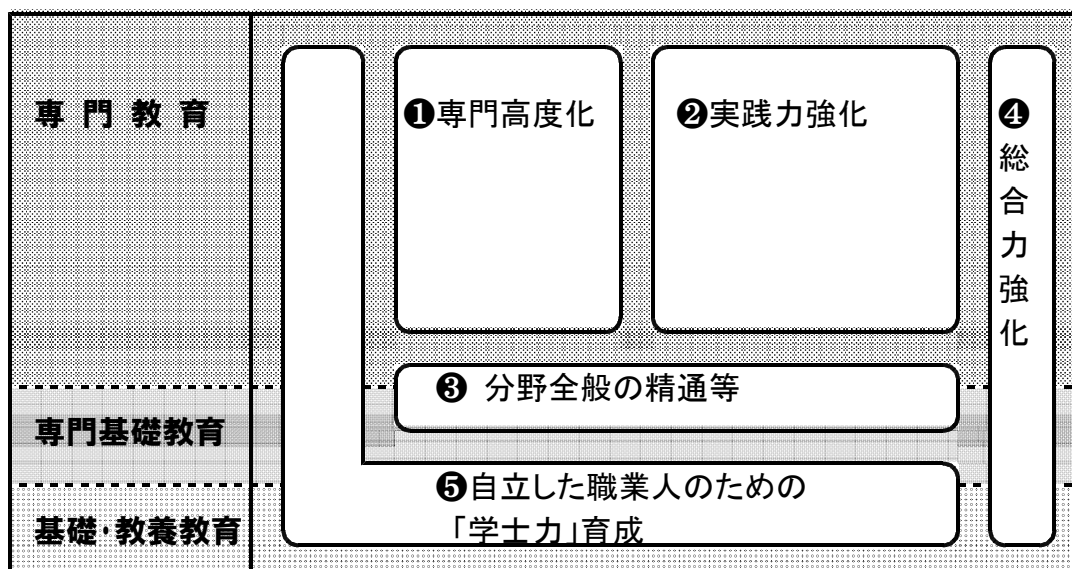 専 門 教 育
❶専門高度化
❷実践力強化
❹総合力強化
❸ 分野全般の精通等
専門基礎教育
❺自立した職業人のための
「学士力」育成
基礎・教養教育